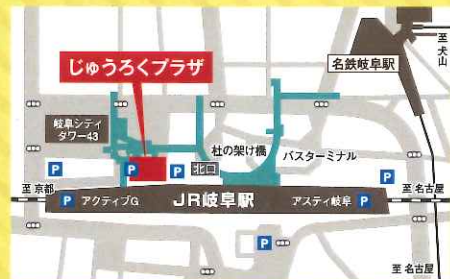 至犬山
名鉄岐阜駅
じゅうろくプラザ
岐阜シティ
タワー43
杜の架け橋
バスターミナル
P
P
P
北口
P
至 京都
至 名古屋
P
アクティブG
JR岐阜駅
アスティ岐阜
P
P
至 名古屋